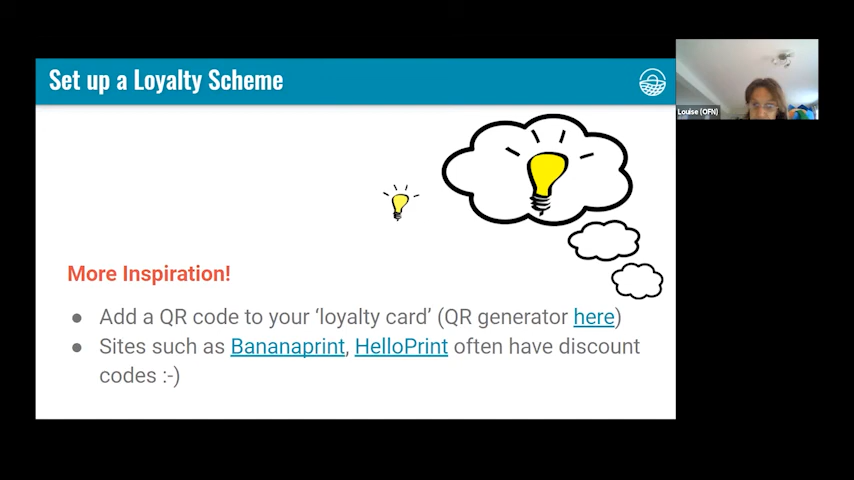 Set up a Loyalty Scheme
Louise (OFN)
More Inspiration!
● Add a QR code to your ‘loyalty card’ (QR generator here)
● Sites such as Bananaprint, HelloPrint often have discount
codes :-)